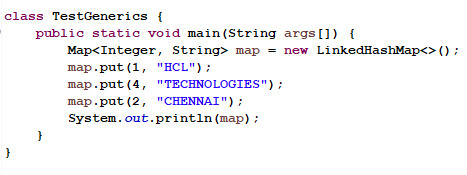 class TestGenerics {
    public static void main(String args[]) {
        Map<Integer, String> map = new LinkedHashMap<>();
        map.put(1, "HCL");
        map.put(4, "TECHNOLOGIES");
        map.put(2, "CHENNAI");
        System.out.println(map);
    }
}